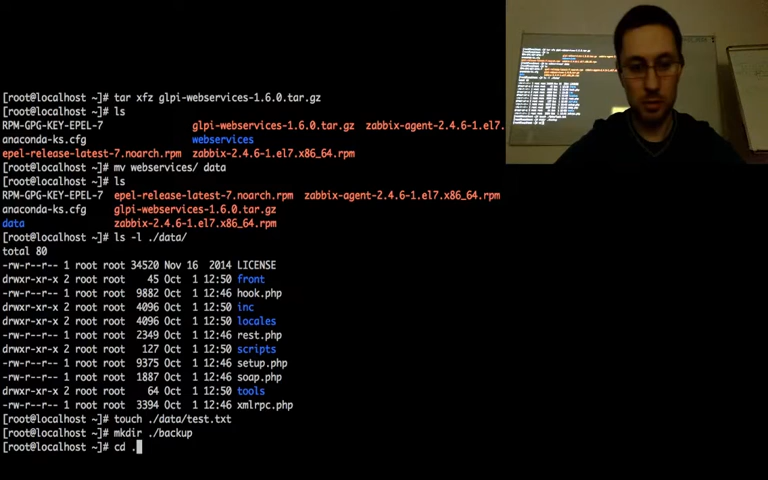 [root@localhost ~]# tar xfz glpi-webservices-1.6.0.tar.gz
[root@localhost ~]# ls
RPM-GPG-KEY-EPEL-7 glpi-webservices-1.6.0.tar.gz zabbix-agent-2.4.6-1.el7.
anaconda-ks.cfg webservices
epel-release-latest-7.noarch.rpm zabbix-2.4.6-1.el7.x86_64.rpm
[root@localhost ~]# mv webservices/ data
[root@localhost ~]# ls
RPM-GPG-KEY-EPEL-7 epel-release-latest-7.noarch.rpm zabbix-agent-2.4.6-1.el7.x86_64.rpm
anaconda-ks.cfg glpi-webservices-1.6.0.tar.gz
data zabbix-2.4.6-1.el7.x86_64.rpm
[root@localhost ~]# ls -l ./data/
total 80
-rw-r--r-- 1 root root 34520 Nov 16 2014 LICENSE
drwxr-xr-x 2 root root 45 Oct 1 12:50 front
-rw-r--r-- 1 root root 9882 Oct 1 12:46 hook.php
drwxr-xr-x 2 root root 4096 Oct 1 12:50 inc
drwxr-xr-x 2 root root 4096 Oct 1 12:50 locales
-rw-r--r-- 1 root root 2349 Oct 1 12:46 rest.php
drwxr-xr-x 2 root root 127 Oct 1 12:50 scripts
-rw-r--r-- 1 root root 9375 Oct 1 12:46 setup.php
-rw-r--r-- 1 root root 1887 Oct 1 12:46 soap.php
drwxr-xr-x 2 root root 64 Oct 1 12:50 tools
-rw-r--r-- 1 root root 3394 Oct 1 12:46 xmlrpc.php
[root@localhost ~]# touch ./data/test.txt
[root@localhost ~]# mkdir ./backup
[root@localhost ~]# cd .